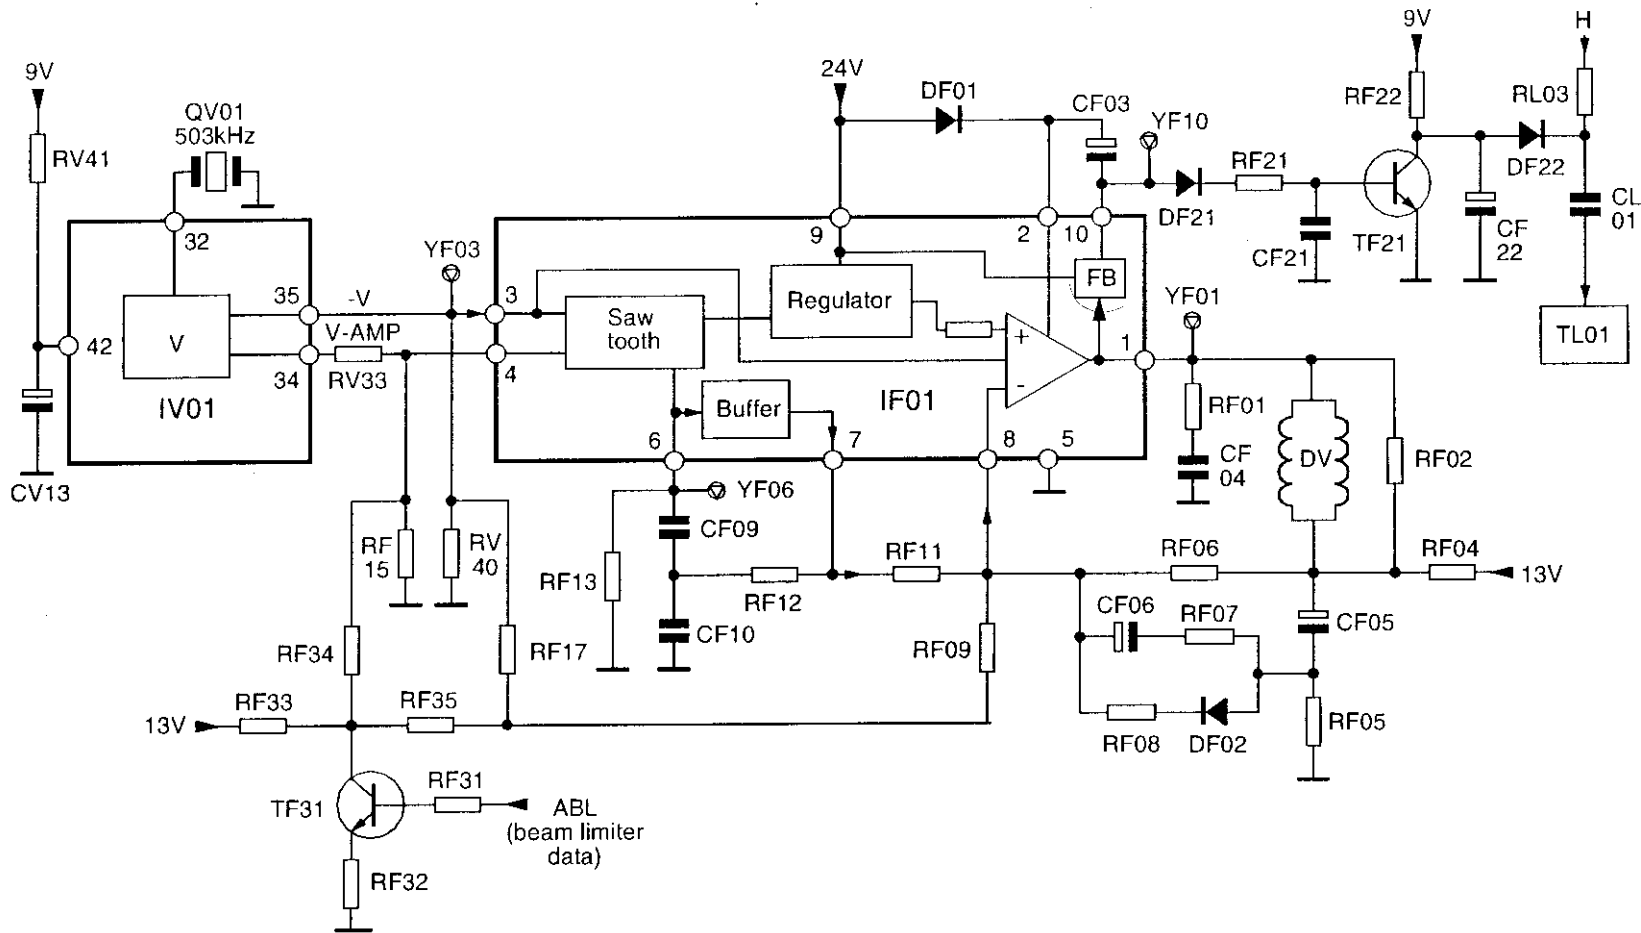 9V
H
24V
9V
DF01
CF03
YF10
RF22
RL03
QV01
503kHz
RV41
RF21
DF22
DF21
CF21
TF21
CF
22
CL
01
32
9
2
10
YF03
FB
YF01
35
-V
3
Regulator
Saw
tooth
+
V-AMP
1
TL01
42
V
34
RV33
4
-
IV01
IF01
Buffer
RF01
6
7
8
5
CF
04
DV
RF02
CV13
YF06
CF09
RF
15
RV
40
RF13
RF12
RF11
RF06
RF04
13V
CF06
RF07
CF10
CF05
RF34
RF17
RF09
RF33
RF35
13V
RF08
DF02
RF05
TF31
RF31
ABL
(beam limiter
data)
RF32